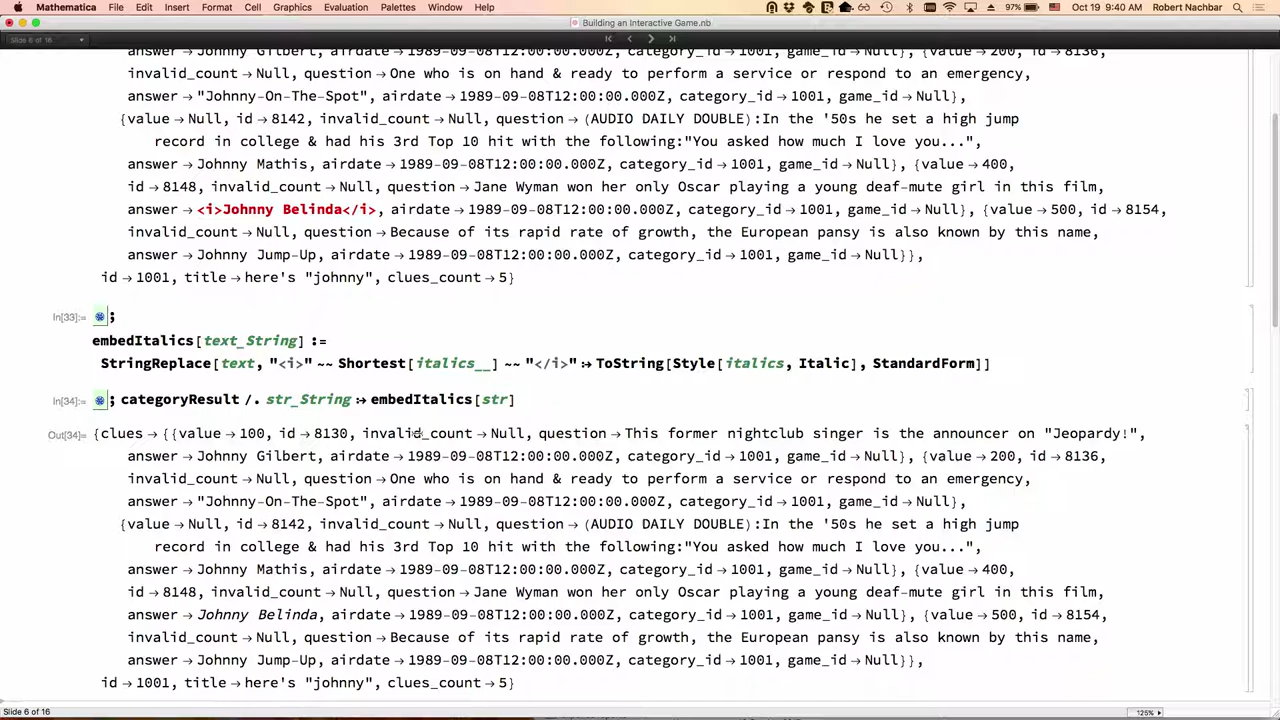 Mathematica File Edit Insert Format Cell Graphics Evaluation Palettes Window Help 97% Oct 19 9:40 AM Robert Nachbar
Building an Interactive Game.nb
Slide 6 of 16
answer → Johnny Gilbert, airdate → 1989-09-08T12:00:00.000Z, category_id → 1001, game_id → Null}, {value → 200, id → 8136,
invalid_count → Null, question → One who is on hand & ready to perform a service or respond to an emergency,
answer → "Johnny-On-The-Spot", airdate → 1989-09-08T12:00:00.000Z, category_id → 1001, game_id → Null},
{value → Null, id → 8142, invalid_count → Null, question → (AUDIO DAILY DOUBLE):In the '50s he set a high jump
record in college & had his 3rd Top 10 hit with the following:"You asked how much I love you...",
answer → Johnny Mathis, airdate → 1989-09-08T12:00:00.000Z, category_id → 1001, game_id → Null}, {value → 400,
id → 8148, invalid_count → Null, question → Jane Wyman won her only Oscar playing a young deaf-mute girl in this film,
answer → <i>Johnny Belinda</i>, airdate → 1989-09-08T12:00:00.000Z, category_id → 1001, game_id → Null}, {value → 500, id → 8154,
invalid_count → Null, question → Because of its rapid rate of growth, the European pansy is also known by this name,
answer → Johnny Jump-Up, airdate → 1989-09-08T12:00:00.000Z, category_id → 1001, game_id → Null}},
id → 1001, title → here's "johnny", clues_count → 5}
In[33]:= ;
embedItalics[text_String] :=
StringReplace[text, "<i>" ~~ Shortest[italics__] ~~ "</i>" :> ToString[Style[italics, Italic], StandardForm]]
In[34]:= ; categoryResult /. str_String :> embedItalics[str]
Out[34]= {clues → {{value → 100, id → 8130, invalid_count → Null, question → This former nightclub singer is the announcer on "Jeopardy!",
answer → Johnny Gilbert, airdate → 1989-09-08T12:00:00.000Z, category_id → 1001, game_id → Null}, {value → 200, id → 8136,
invalid_count → Null, question → One who is on hand & ready to perform a service or respond to an emergency,
answer → "Johnny-On-The-Spot", airdate → 1989-09-08T12:00:00.000Z, category_id → 1001, game_id → Null},
{value → Null, id → 8142, invalid_count → Null, question → (AUDIO DAILY DOUBLE):In the '50s he set a high jump
record in college & had his 3rd Top 10 hit with the following:"You asked how much I love you...",
answer → Johnny Mathis, airdate → 1989-09-08T12:00:00.000Z, category_id → 1001, game_id → Null}, {value → 400,
id → 8148, invalid_count → Null, question → Jane Wyman won her only Oscar playing a young deaf-mute girl in this film,
answer → Johnny Belinda, airdate → 1989-09-08T12:00:00.000Z, category_id → 1001, game_id → Null}, {value → 500, id → 8154,
invalid_count → Null, question → Because of its rapid rate of growth, the European pansy is also known by this name,
answer → Johnny Jump-Up, airdate → 1989-09-08T12:00:00.000Z, category_id → 1001, game_id → Null}},
id → 1001, title → here's "johnny", clues_count → 5}
Slide 6 of 16 125%